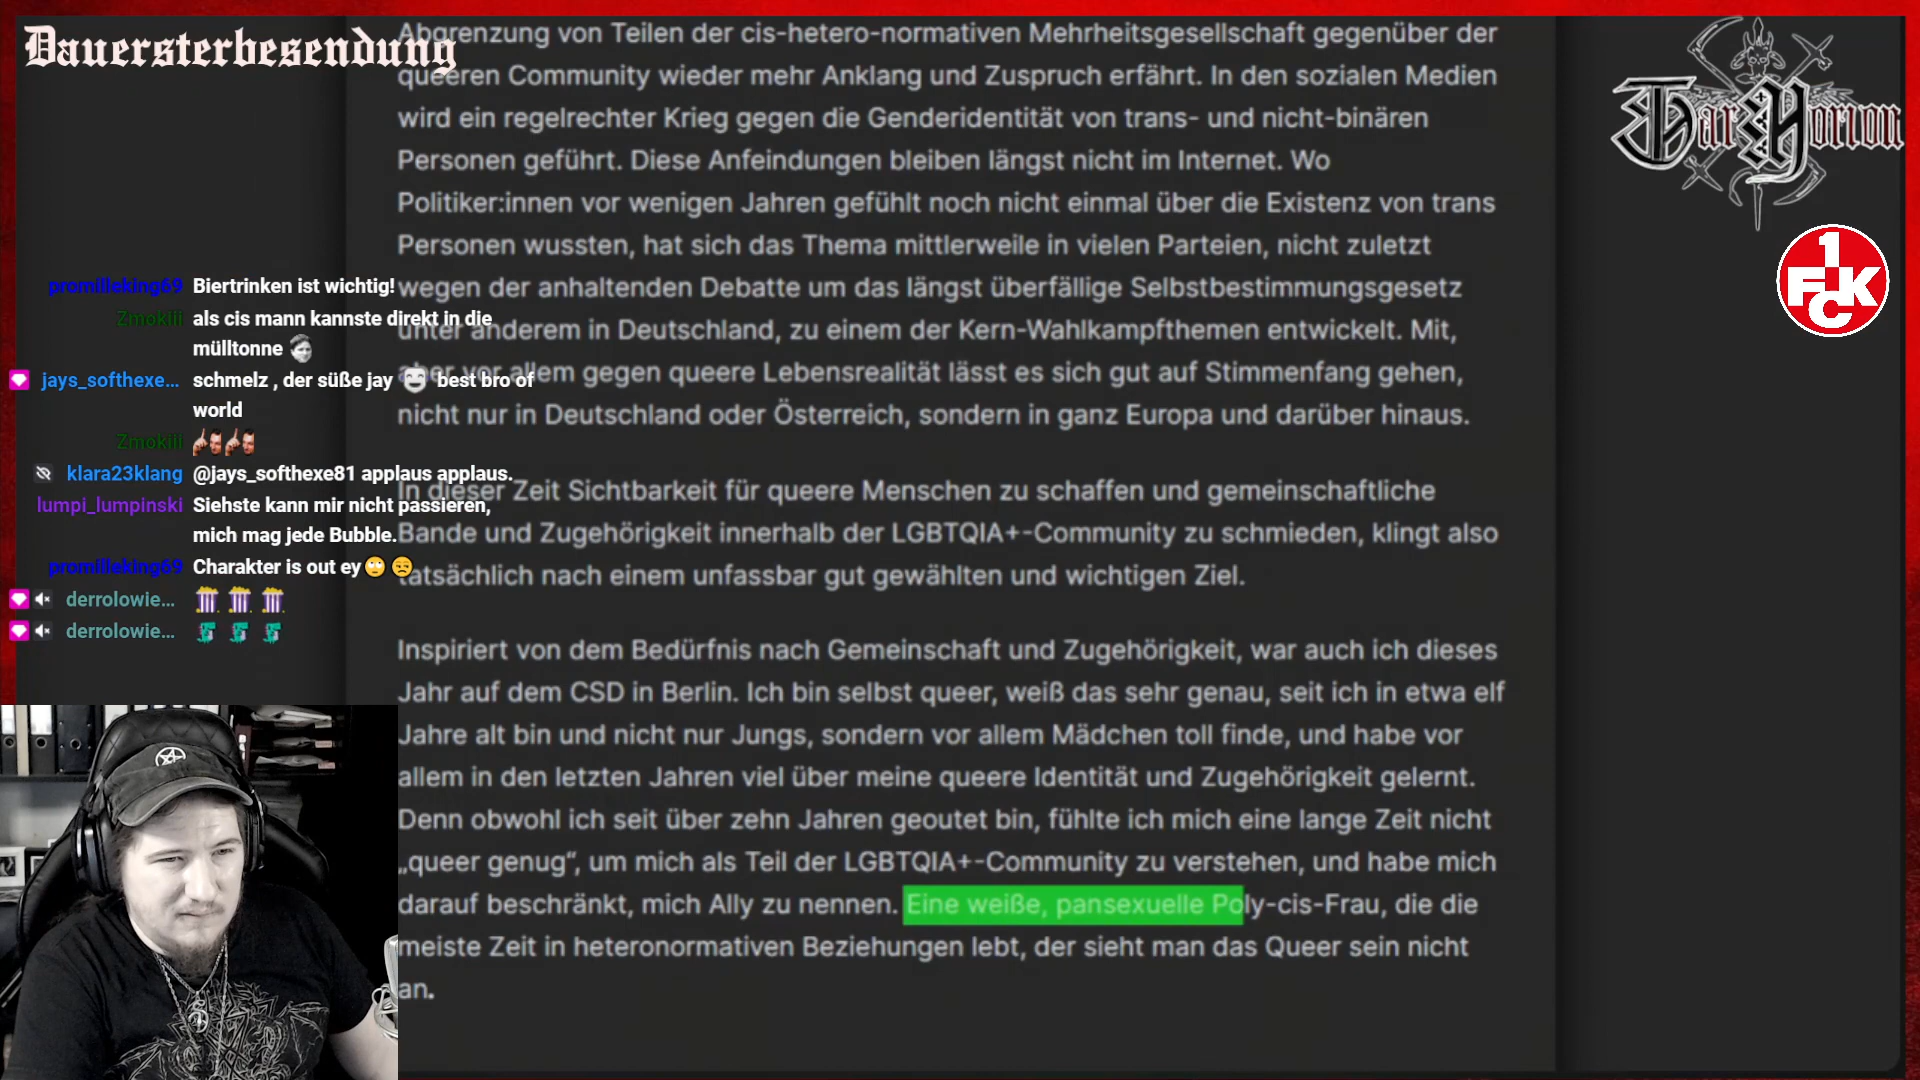 Dauersterbesendung
Tar Horron
1
FCK
Abgrenzung von Teilen der cis-hetero-normativen Mehrheitsgesellschaft gegenüber der
queeren Community wieder mehr Anklang und Zuspruch erfährt. In den sozialen Medien
wird ein regelrechter Krieg gegen die Genderidentität von trans- und nicht-binären
Personen geführt. Diese Anfeindungen bleiben längst nicht im Internet. Wo
Politiker:innen vor wenigen Jahren gefühlt noch nicht einmal über die Existenz von trans
Personen wussten, hat sich das Thema mittlerweile in vielen Parteien, nicht zuletzt
wegen der anhaltenden Debatte um das längst überfällige Selbstbestimmungsgesetz
unter anderem in Deutschland, zu einem der Kern-Wahlkampfthemen entwickelt. Mit,
aber vor allem gegen queere Lebensrealität lässt es sich gut auf Stimmenfang gehen,
nicht nur in Deutschland oder Österreich, sondern in ganz Europa und darüber hinaus.
In dieser Zeit Sichtbarkeit für queere Menschen zu schaffen und gemeinschaftliche
Bande und Zugehörigkeit innerhalb der LGBTQIA+-Community zu schmieden, klingt also
tatsächlich nach einem unfassbar gut gewählten und wichtigen Ziel.
Inspiriert von dem Bedürfnis nach Gemeinschaft und Zugehörigkeit, war auch ich dieses
Jahr auf dem CSD in Berlin. Ich bin selbst queer, weiß das sehr genau, seit ich in etwa elf
Jahre alt bin und nicht nur Jungs, sondern vor allem Mädchen toll finde, und habe vor
allem in den letzten Jahren viel über meine queere Identität und Zugehörigkeit gelernt.
Denn obwohl ich seit über zehn Jahren geoutet bin, fühlte ich mich eine lange Zeit nicht
„queer genug“, um mich als Teil der LGBTQIA+-Community zu verstehen, und habe mich
darauf beschränkt, mich Ally zu nennen. Eine weiße, pansexuelle Poly-cis-Frau, die die
meiste Zeit in heteronormativen Beziehungen lebt, der sieht man das Queer sein nicht
an.
promilleking69 Biertrinken ist wichtig!
Zmokili als cis mann kannste direkt in die
mülltonne
jays_softhexe... schmelz , der süße jay best bro of
world
Zmokili
klara23klang @jays_softhexe81 applaus applaus.
lumpi_lumpinski Siehste kann mir nicht passieren,
mich mag jede Bubble.
promilleking69 Charakter is out ey
derrolowie...
derrolowie...